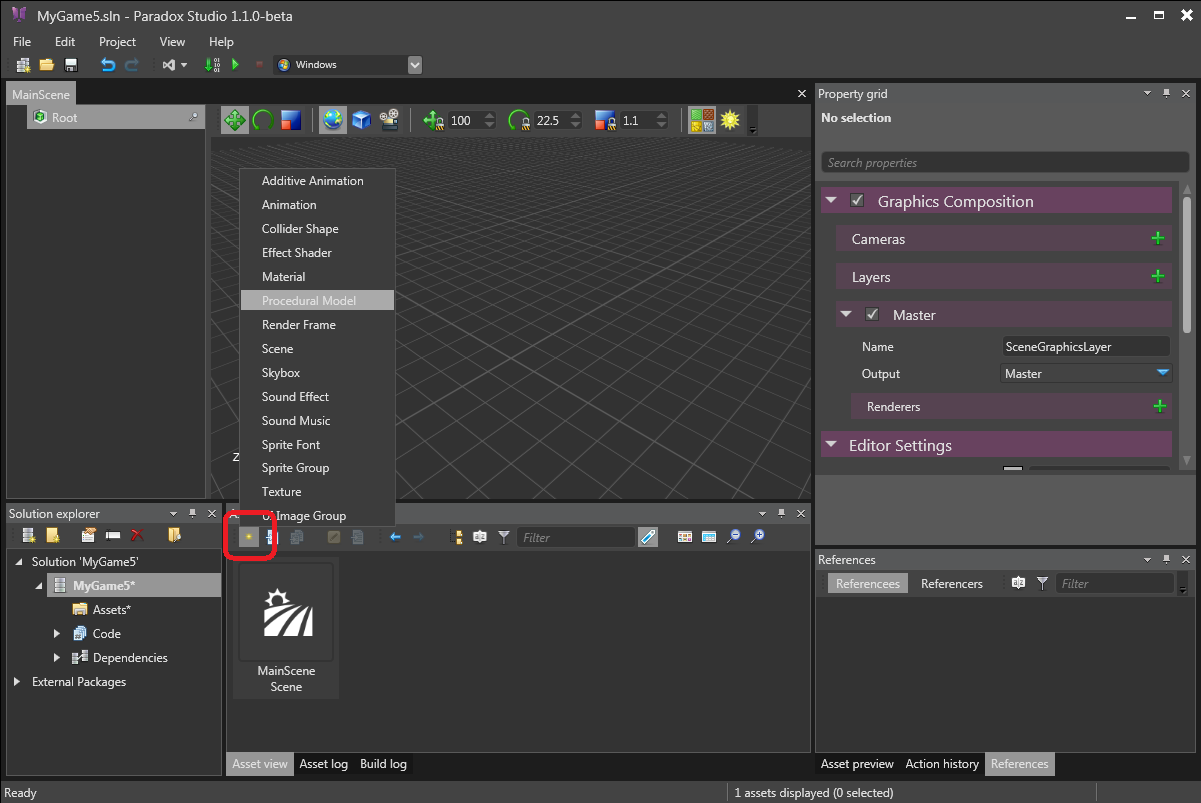 MyGame5.sln - Paradox Studio 1.1.0-beta
File Edit Project View Help
Windows
MainScene
Root
100 22.5 1.1
Additive Animation
Animation
Collider Shape
Effect Shader
Material
Procedural Model
Render Frame
Scene
Skybox
Sound Effect
Sound Music
Sprite Font
Sprite Group
Texture
Image Group
Z
Property grid
No selection
Search properties
Graphics Composition
Cameras
Layers
Master
Name SceneGraphicsLayer
Output Master
Renderers
Editor Settings
Solution explorer
Solution 'MyGame5'
MyGame5*
Assets*
Code
Dependencies
External Packages
Filter
MainScene
Scene
Asset view Asset log Build log
References
Referencees Referencers Filter
Asset preview Action history References
Ready
1 assets displayed (0 selected)